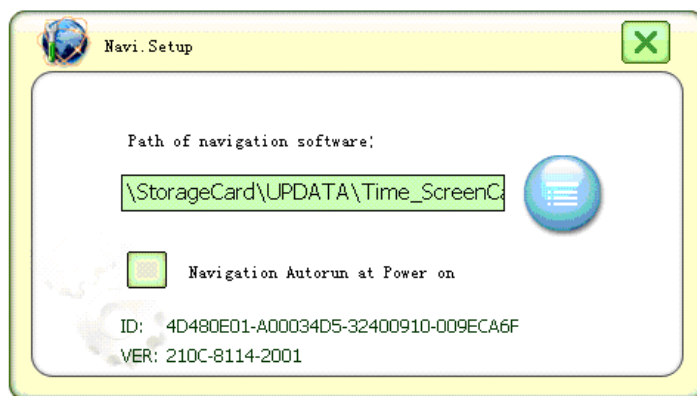 Navi.Setup
Path of navigation software:
\StorageCard\UPDATA\Time_ScreenCa
Navigation Autorun at Power on
ID: 4D480E01-A00034D5-32400910-009ECA6F
VER: 210C-8114-2001